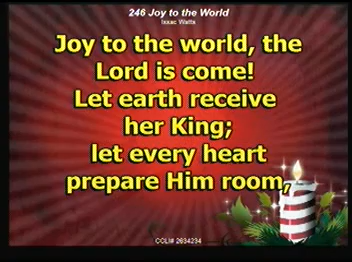 246 Joy to the World
Isaac Watts
Joy to the world, the
Lord is come!
Let earth receive
her King;
let every heart
prepare Him room,
CCLI# 2634234